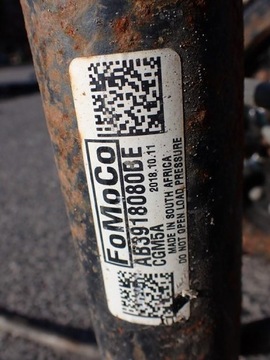 FoMoCo
AB3918080BE
CGM5A 2018.10.11
MADE IN SOUTH AFRICA
DO NOT OPEN LOAD PRESSURE